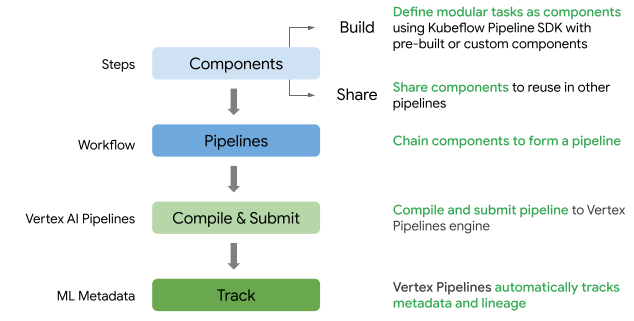 Build
Define modular tasks as components
using Kubeflow Pipeline SDK with
pre-built or custom components
Steps
Components
Share
Share components to reuse in other
pipelines
Workflow
Pipelines
Chain components to form a pipeline
Vertex AI Pipelines
Compile & Submit
Compile and submit pipeline to Vertex
Pipelines engine
ML Metadata
Track
Vertex Pipelines automatically tracks
metadata and lineage